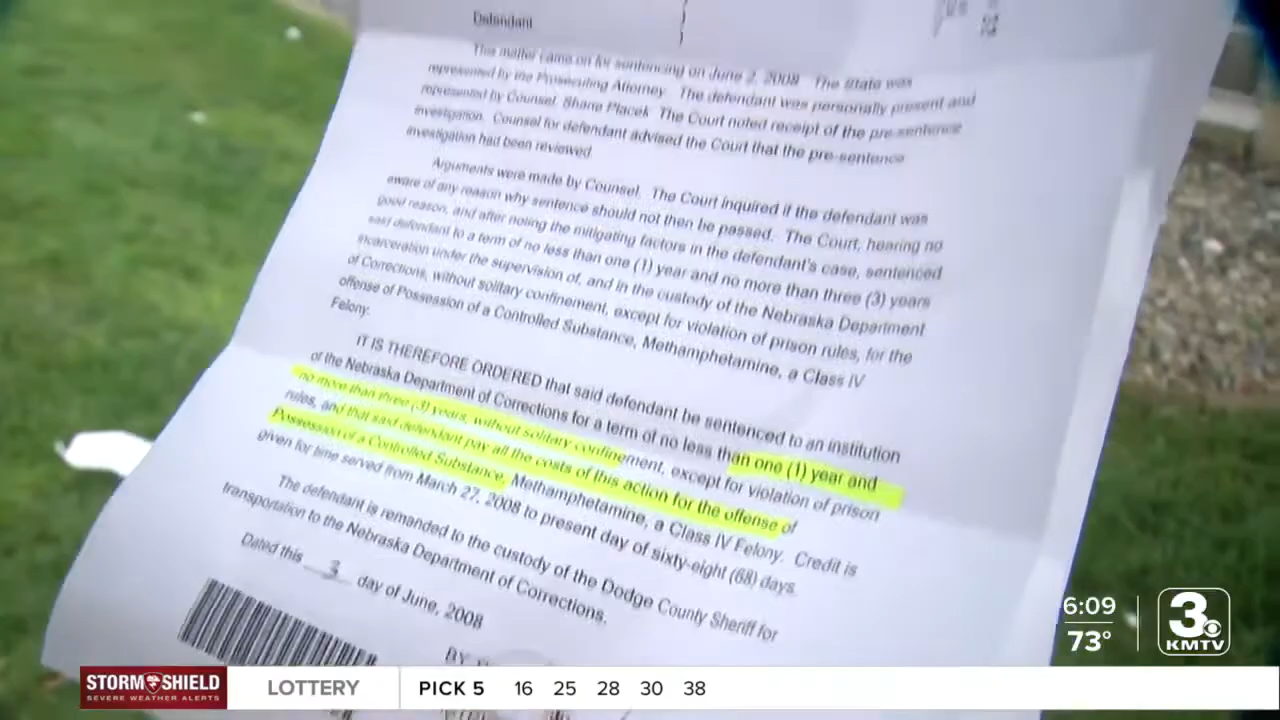 Defendant
This matter came on for sentencing on June 2, 2008 The state was
represented by the Prosecuting Attorney. The defendant was personally present and
represented by Counsel, Shane Placek The Court noted receipt of the pre-sentence
investigation. Counsel for defendant advised the Court that the pre-sentence
investigation had been reviewed
Arguments were made by Counsel. The Court inquired if the defendant was
aware of any reason why sentence should not then be passed. The Court, hearing no
good reason, and after noting the mitigating factors in the defendant's case, sentenced
said defendant to a term of no less than one (1) year and no more than three (3) years
incarceration under the supervision of, and in the custody of the Nebraska Department
of Corrections, without solitary confinement, except for violation of prison rules, for the
offense of Possession of a Controlled Substance, Methamphetamine, a Class IV
Felony.
IT IS THEREFORE ORDERED that said defendant be sentenced to an institution
of the Nebraska Department of Corrections for a term of no less than one (1) year and
no more than three (3) years, without solitary confinement, except for violation of prison
rules, and that said defendant pay all the costs of this action for the offense of
Possession of a Controlled Substance, Methamphetamine, a Class IV Felony. Credit is
given for time served from March 27, 2008 to present day of sixty-eight (68) days.
The defendant is remanded to the custody of the Dodge County Sheriff for
transportation to the Nebraska Department of Corrections.
Dated this 3 day of June, 2008
BY
6:09
73°
3
KMTV
STORM SHIELD
SEVERE WEATHER ALERTS
LOTTERY
PICK 5 16 25 28 30 38